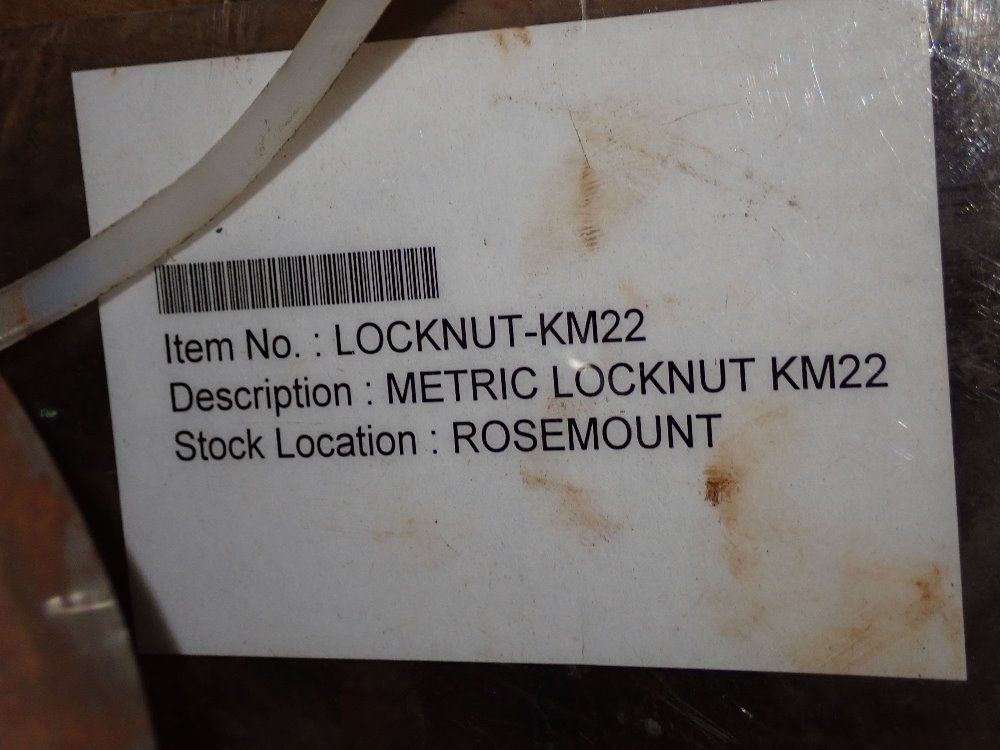 Item No. : LOCKNUT-KM22
Description : METRIC LOCKNUT KM22
Stock Location : ROSEMOUNT